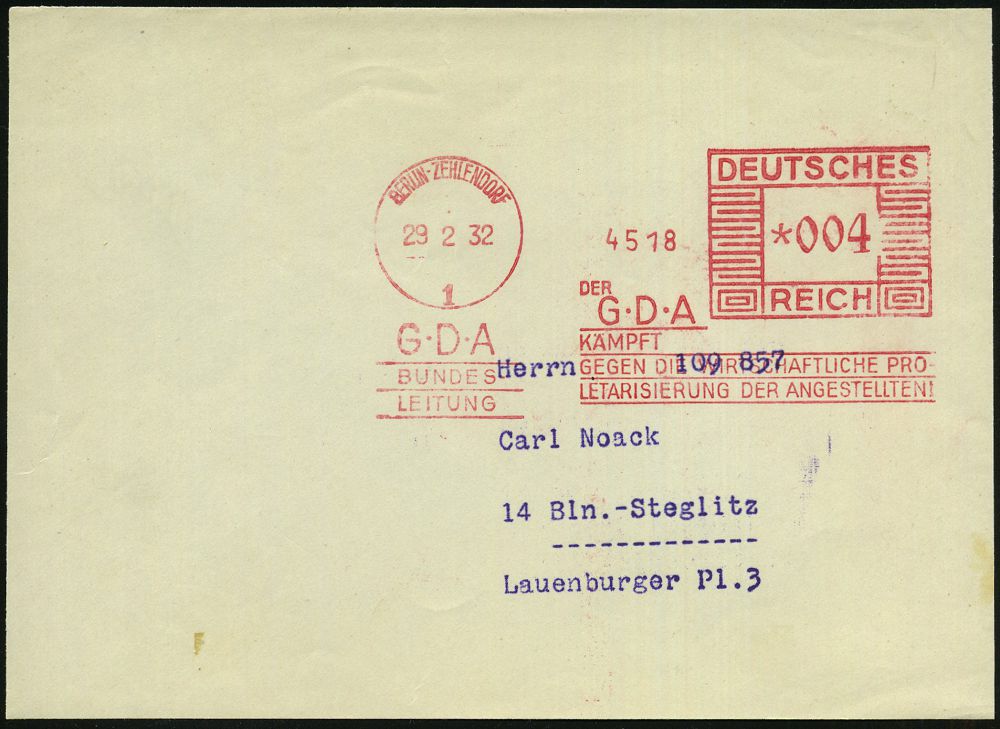 BERLIN-ZEHLENDORF
29 2 32
1
G·D·A
BUNDES
LEITUNG
4518
DEUTSCHES
*004
REICH
DER
G·D·A
KÄMPFT
GEGEN DIE WIRTSCHAFTLICHE PRO-
LETARISIERUNG DER ANGESTELLTEN!
Herrn 109 857
Carl Noack
14 Bln.-Steglitz
Lauenburger Pl.3